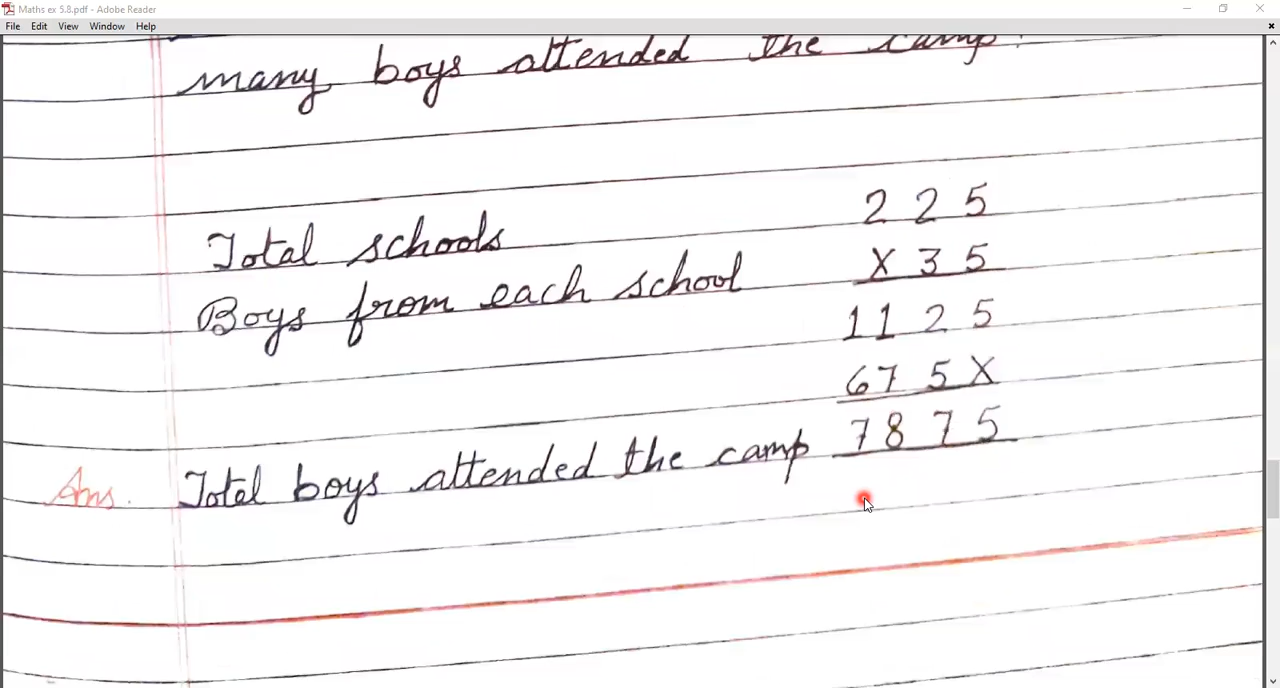 Maths ex 5.8.pdf - Adobe Reader
File Edit View Window Help
many boys attended the camp.
Total schools 2 2 5
Boys from each school X 3 5
1 1 2 5
6 7 5 X
Ans. Total boys attended the camp 7 8 7 5